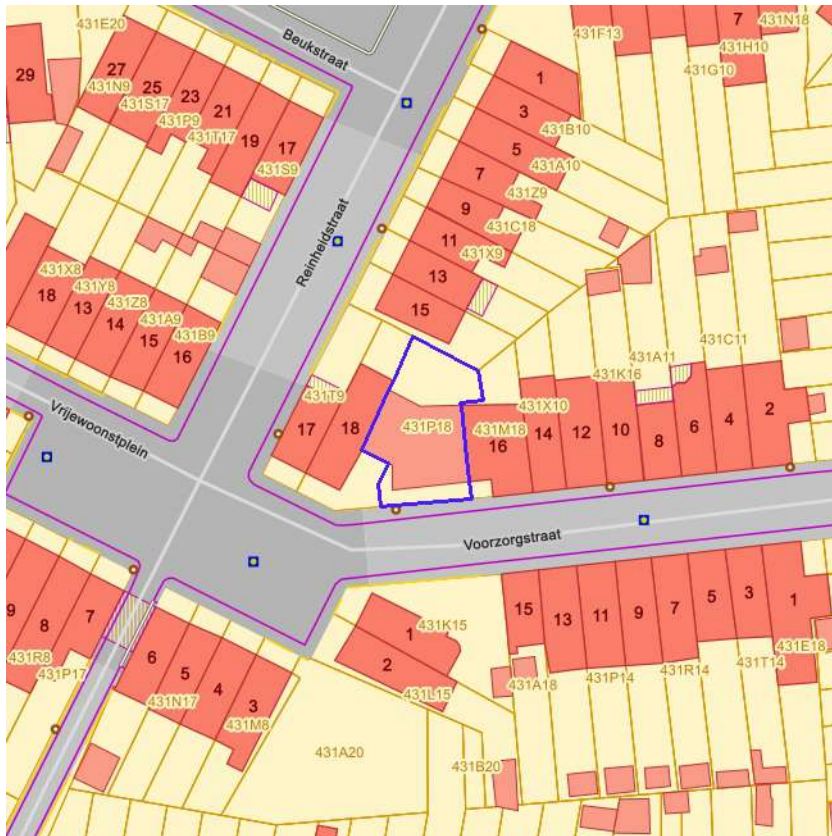 431E20
29
27
431N9
25
431S17
23
431P9
21
431T17
19
17
431S9
Beukstraat
431F13
7
431N18
431H10
431G10
1
3
431B10
5
431A10
7
431Z9
9
431C18
11
431X9
13
15
Reinheidstraat
431X8
18
431Y8
13
431Z8
14
431A9
15
431B9
16
Vrijewoonstplein
431T9
17
18
431P18
431M18
16
431X10
14
12
431K16
10
431A11
8
6
431C11
4
2
Voorzorgstraat
9
431R8
8
431P17
7
6
5
431N17
4
3
431M8
1
431K15
2
431L15
431A20
431B20
15
431A18
13
11
431P14
9
7
431R14
5
3
431T14
1
431E18